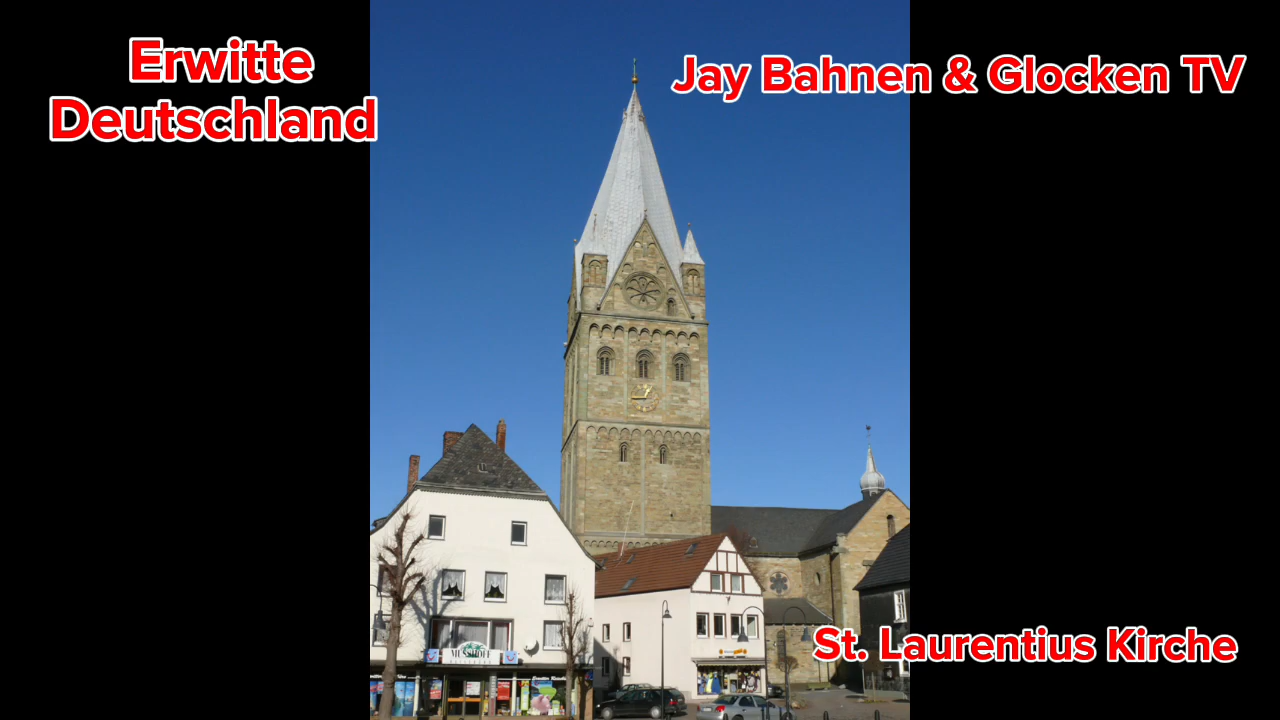 Erwitte
Deutschland
Jay Bahnen & Glocken TV
St. Laurentius Kirche